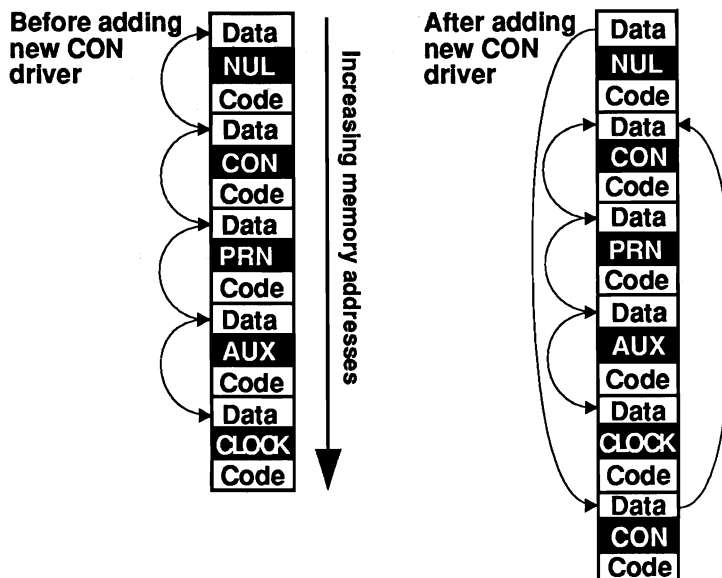 Before adding
new CON
driver
Data
NUL
Code
Data
CON
Code
Data
PRN
Code
Data
AUX
Code
Data
CLOCK
Code
Increasing memory addresses
After adding
new CON
driver
Data
NUL
Code
Data
CON
Code
Data
PRN
Code
Data
AUX
Code
Data
CLOCK
Code
Data
CON
Code